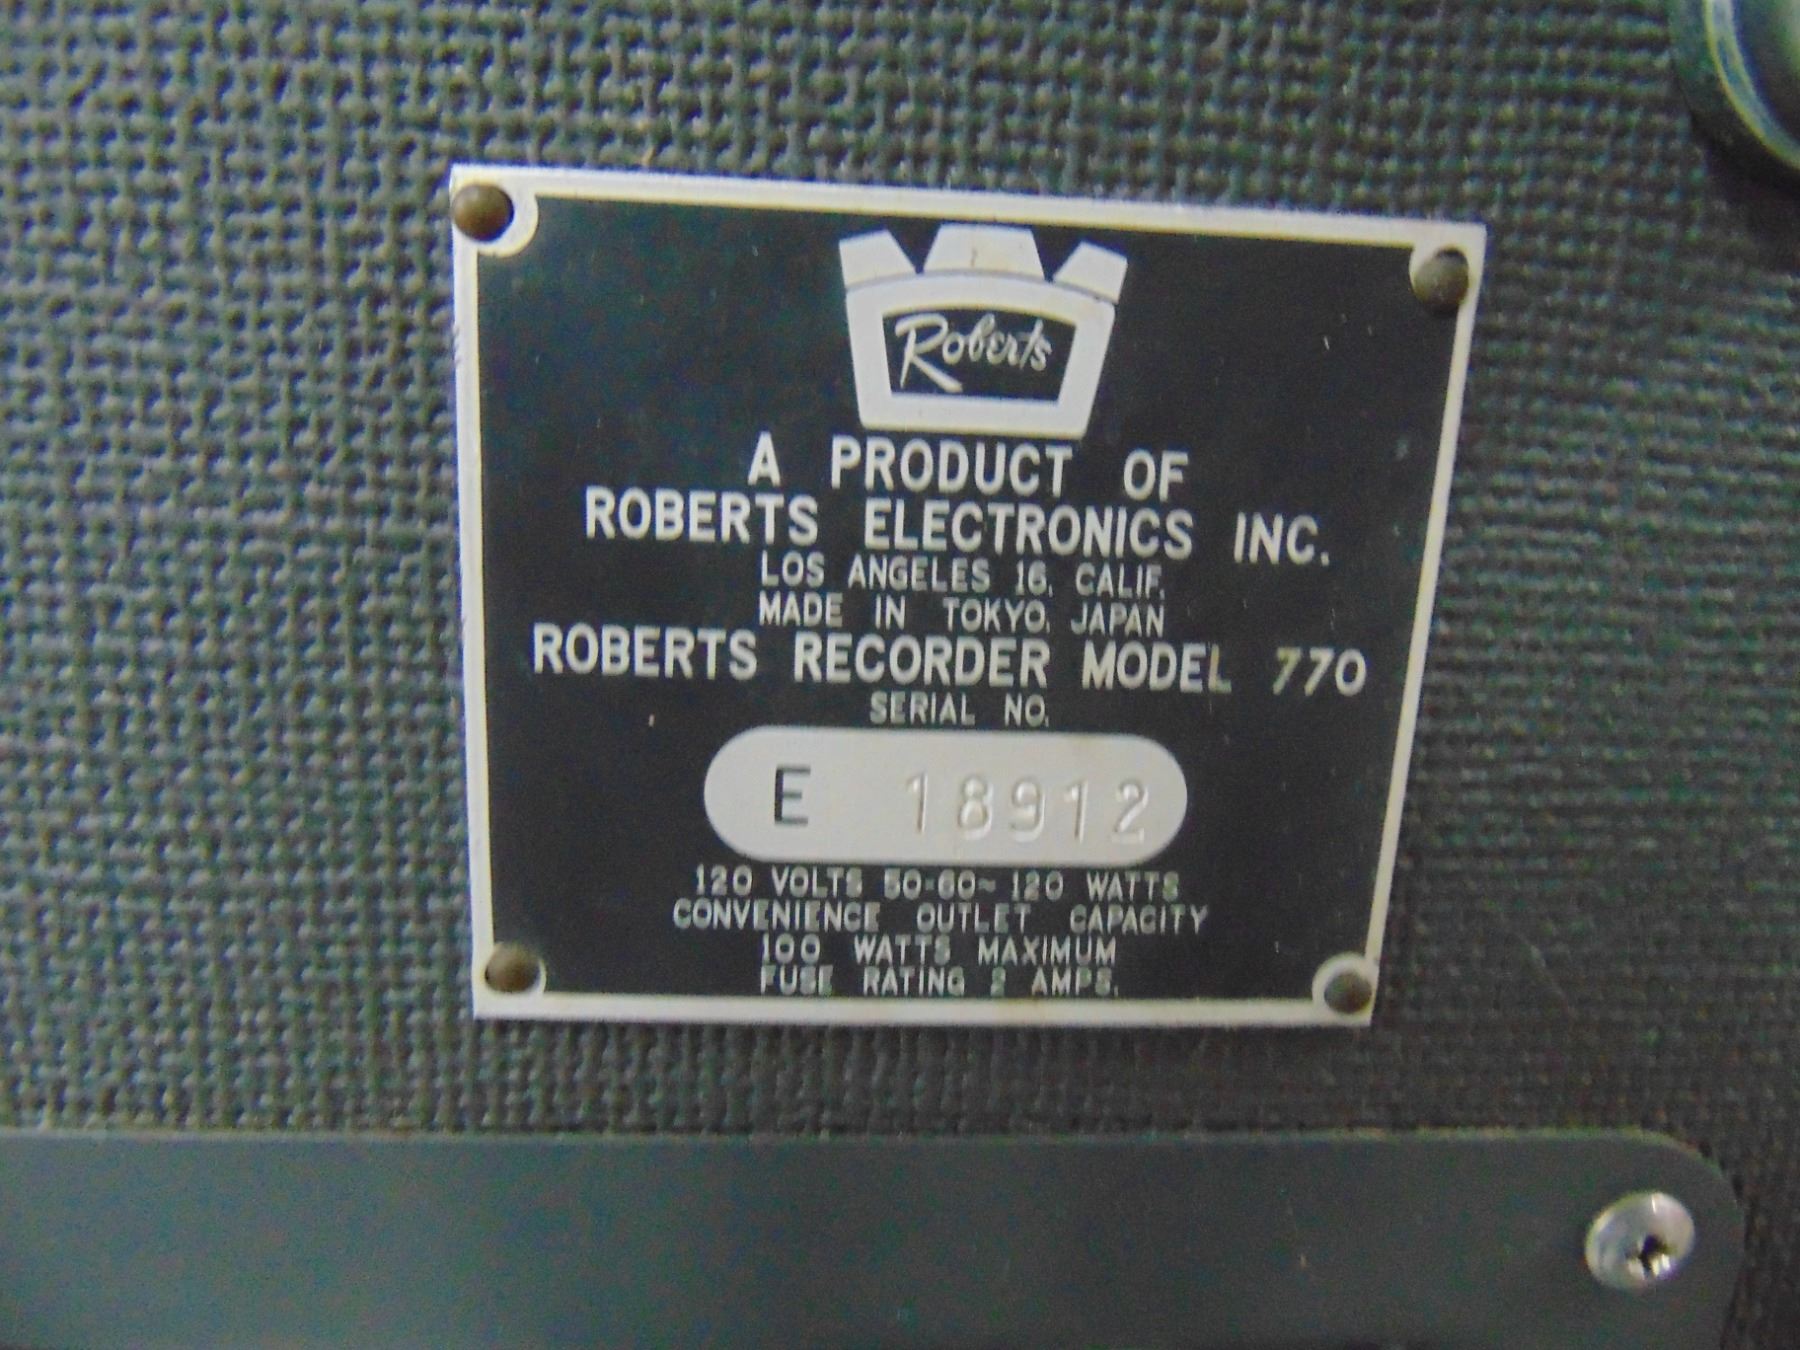 Roberts
A PRODUCT OF
ROBERTS ELECTRONICS INC.
LOS ANGELES 16, CALIF.
MADE IN TOKYO, JAPAN
ROBERTS RECORDER MODEL 770
SERIAL NO.
E 18912
120 VOLTS 50-60~ 120 WATTS
CONVENIENCE OUTLET CAPACITY
100 WATTS MAXIMUM
FUSE RATING 2 AMPS.